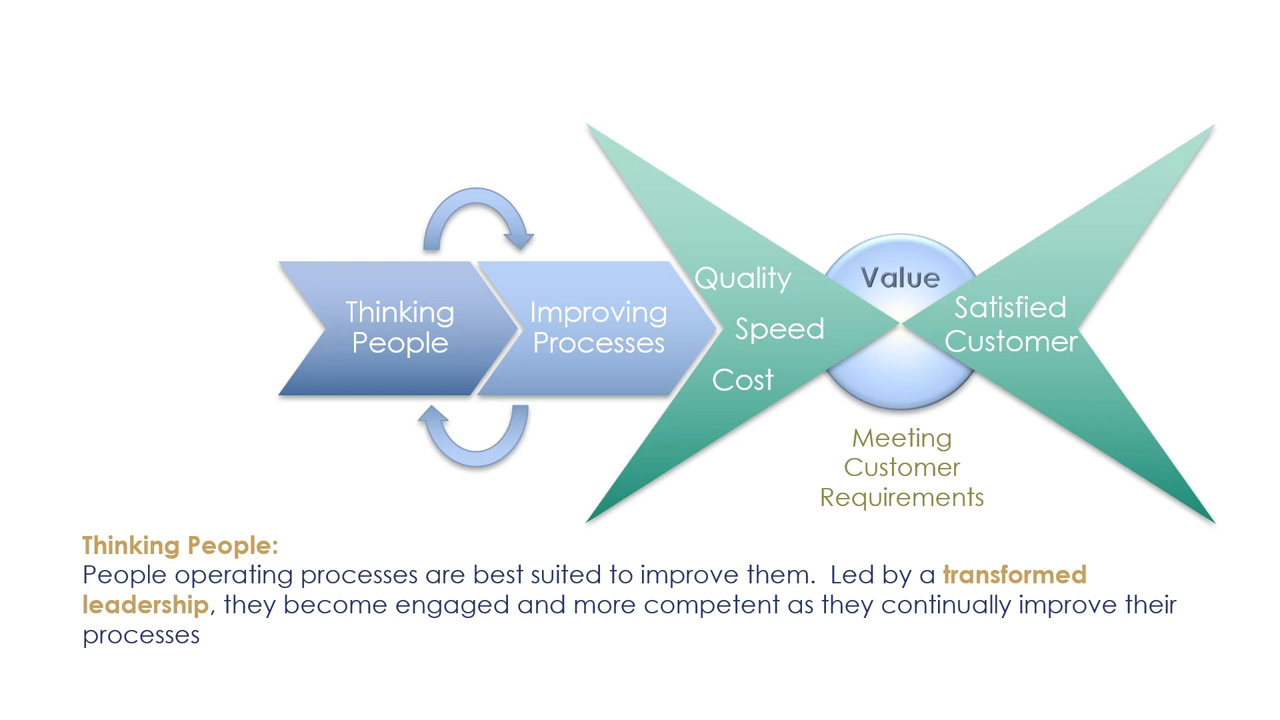 Thinking
People
Improving
Processes
Quality
Speed
Cost
Value
Satisfied
Customer
Meeting
Customer
Requirements
Thinking People:
People operating processes are best suited to improve them.  Led by a transformed
leadership, they become engaged and more competent as they continually improve their
processes